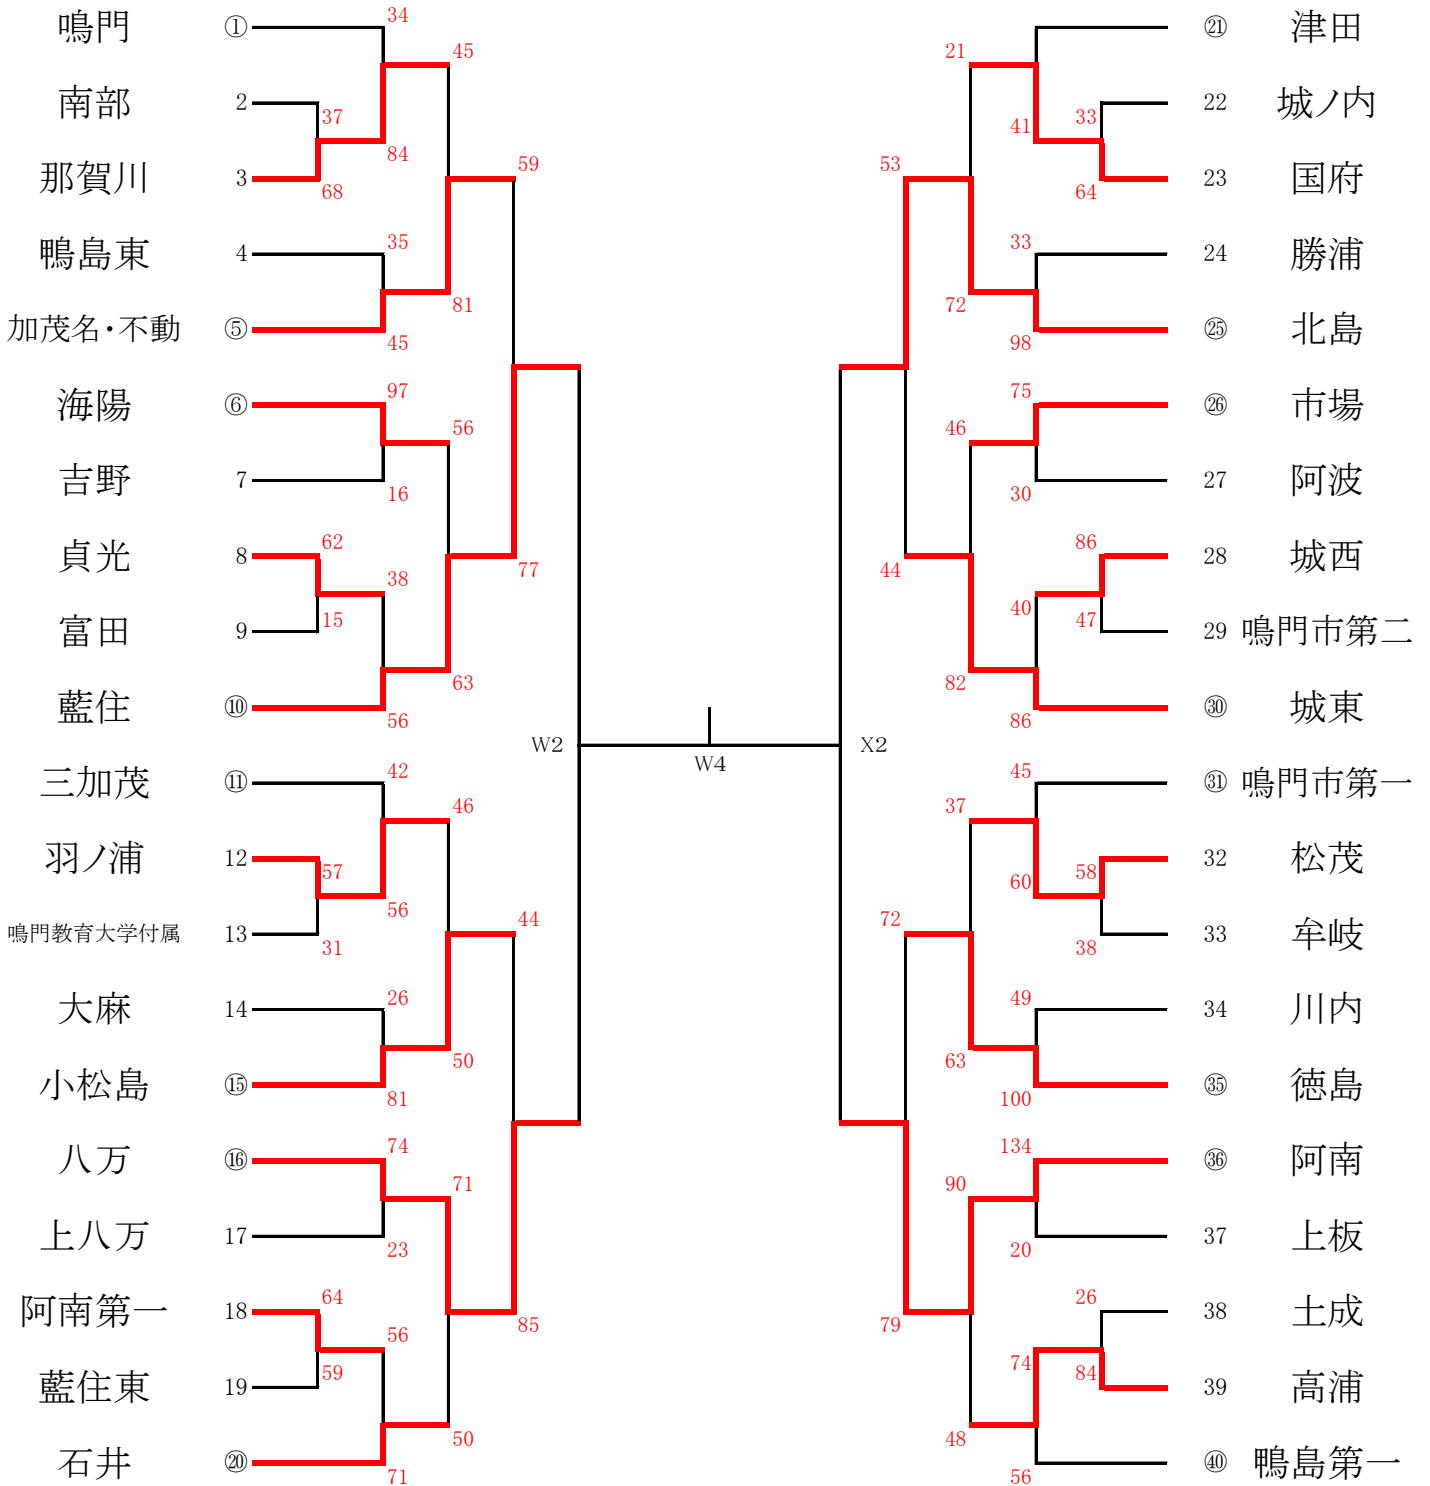 鳴門 ①
南部 2
那賀川 3
鴨島東 4
加茂名・不動 ⑤
海陽 ⑥
吉野 7
貞光 8
富田 9
藍住 ⑩
三加茂 ⑪
羽ノ浦 12
鳴門教育大学付属 13
大麻 14
小松島 ⑮
八万 ⑯
上八万 17
阿南第一 18
藍住東 19
石井 ⑳
37
68
62
15
57
31
64
59
34
84
35
45
97
16
38
56
42
56
26
81
74
23
56
71
45
81
56
63
46
50
71
50
59
77
44
85
W2
W4
X2
53
44
72
79
21
72
46
82
37
63
90
48
41
33
98
75
30
40
86
45
60
49
100
134
20
74
56
33
64
86
47
58
38
26
84
㉑ 津田
22 城ノ内
23 国府
24 勝浦
㉕ 北島
㉖ 市場
27 阿波
28 城西
29 鳴門市第二
㉚ 城東
㉛ 鳴門市第一
32 松茂
33 牟岐
34 川内
㉟ 徳島
㊱ 阿南
37 上板
38 土成
39 高浦
㊵ 鴨島第一